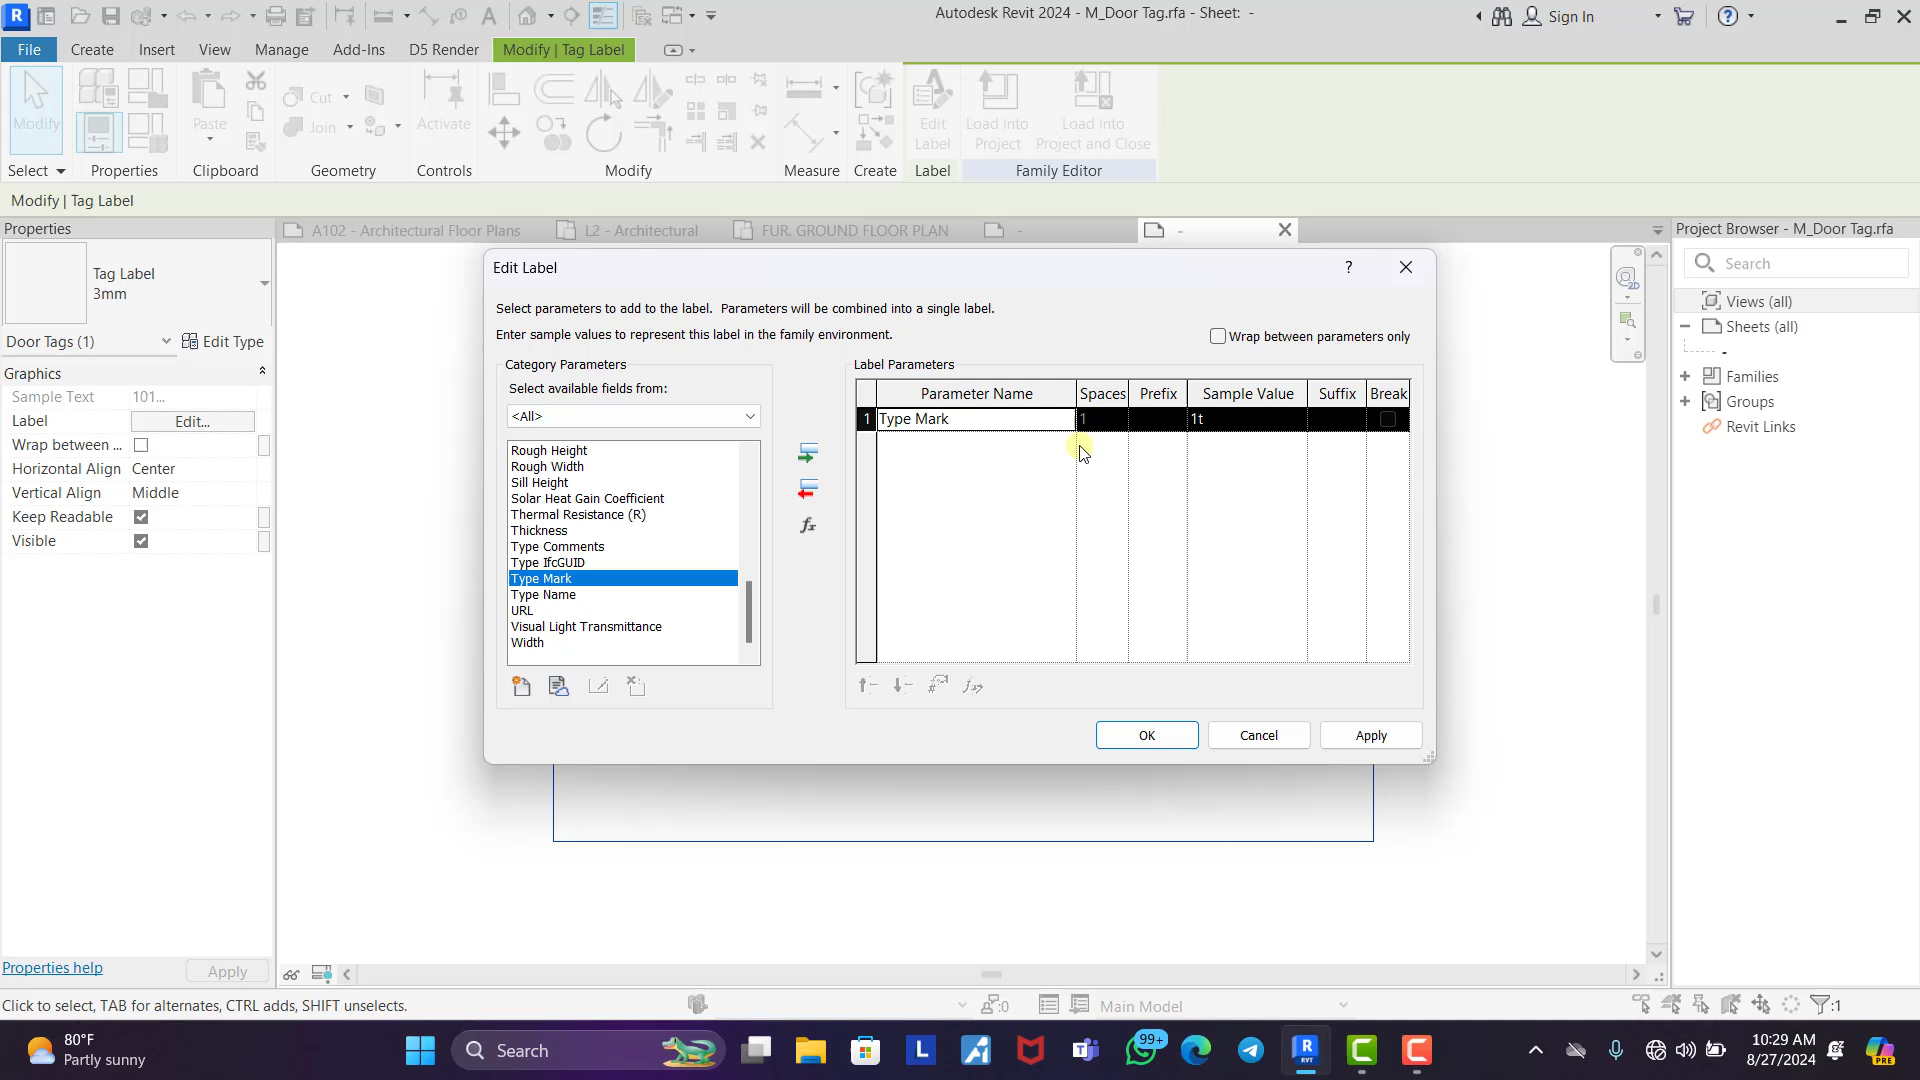 Autodesk Revit 2024 - M_Door Tag.rfa - Sheet: -
Sign In
File Create Insert View Manage Add-Ins D5 Render Modify | Tag Label
Modify
Paste
Cut
Join
Activate
Edit Label
Load into Project
Load into Project and Close
Select Properties Clipboard Geometry Controls Modify Measure Create Label Family Editor
Modify | Tag Label
Properties
A102 - Architectural Floor Plans
L2 - Architectural
FUR. GROUND FLOOR PLAN
-
-
Project Browser - M_Door Tag.rfa
Tag Label
3mm
Door Tags (1)
Edit Type
Graphics
Sample Text 101...
Label Edit...
Wrap between ...
Horizontal Align Center
Vertical Align Middle
Keep Readable
Visible
Properties help
Apply
Edit Label
Select parameters to add to the label. Parameters will be combined into a single label.
Enter sample values to represent this label in the family environment.
Wrap between parameters only
Category Parameters
Select available fields from:
<All>
Rough Height
Rough Width
Sill Height
Solar Heat Gain Coefficient
Thermal Resistance (R)
Thickness
Type Comments
Type IfcGUID
Type Mark
Type Name
URL
Visual Light Transmittance
Width
fx
Label Parameters
Parameter Name Spaces Prefix Sample Value Suffix Break
1 Type Mark 1 1t
OK Cancel Apply
Search
Views (all)
Sheets (all)
-
Families
Groups
Revit Links
2D
Click to select, TAB for alternates, CTRL adds, SHIFT unselects.
:0
Main Model
:1
80°F
Partly sunny
Search
99+
10:29 AM
8/27/2024
PRE